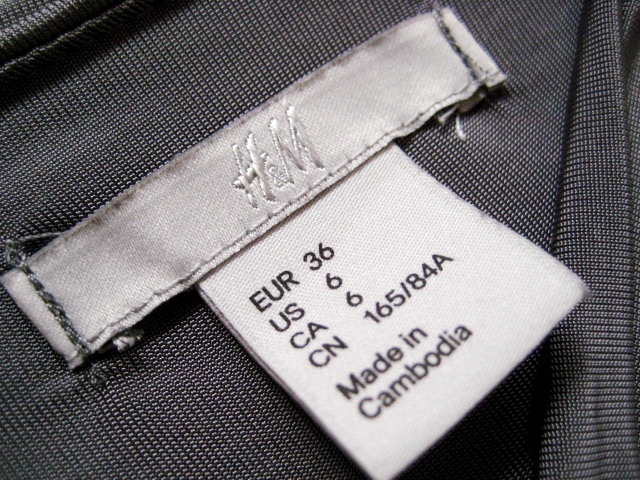 H&M
EUR 36
US 6
CA 6
CN 165/84A
Made in
Cambodia